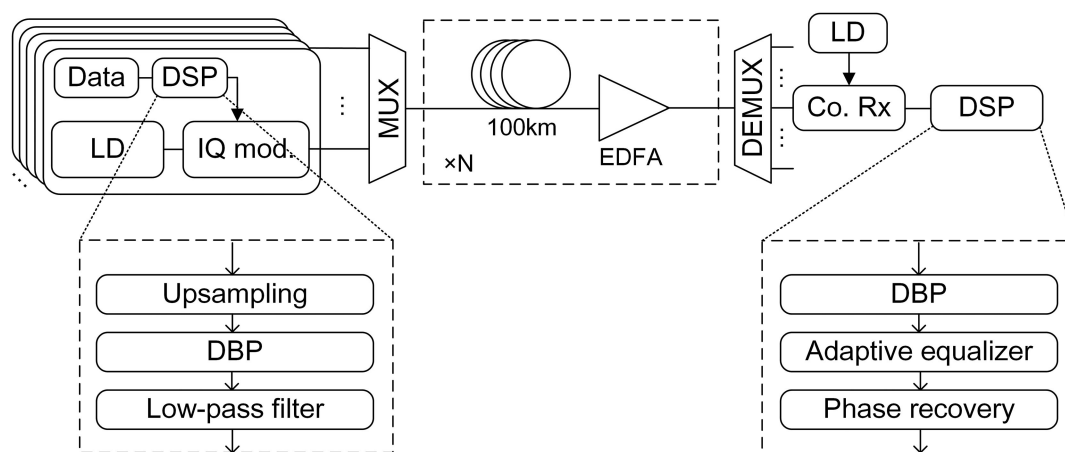 Data
DSP
LD
IQ mod.
...
...
MUX
100km
×N
EDFA
DEMUX
...
...
LD
Co. Rx
DSP
Upsampling
DBP
Low-pass filter
DBP
Adaptive equalizer
Phase recovery